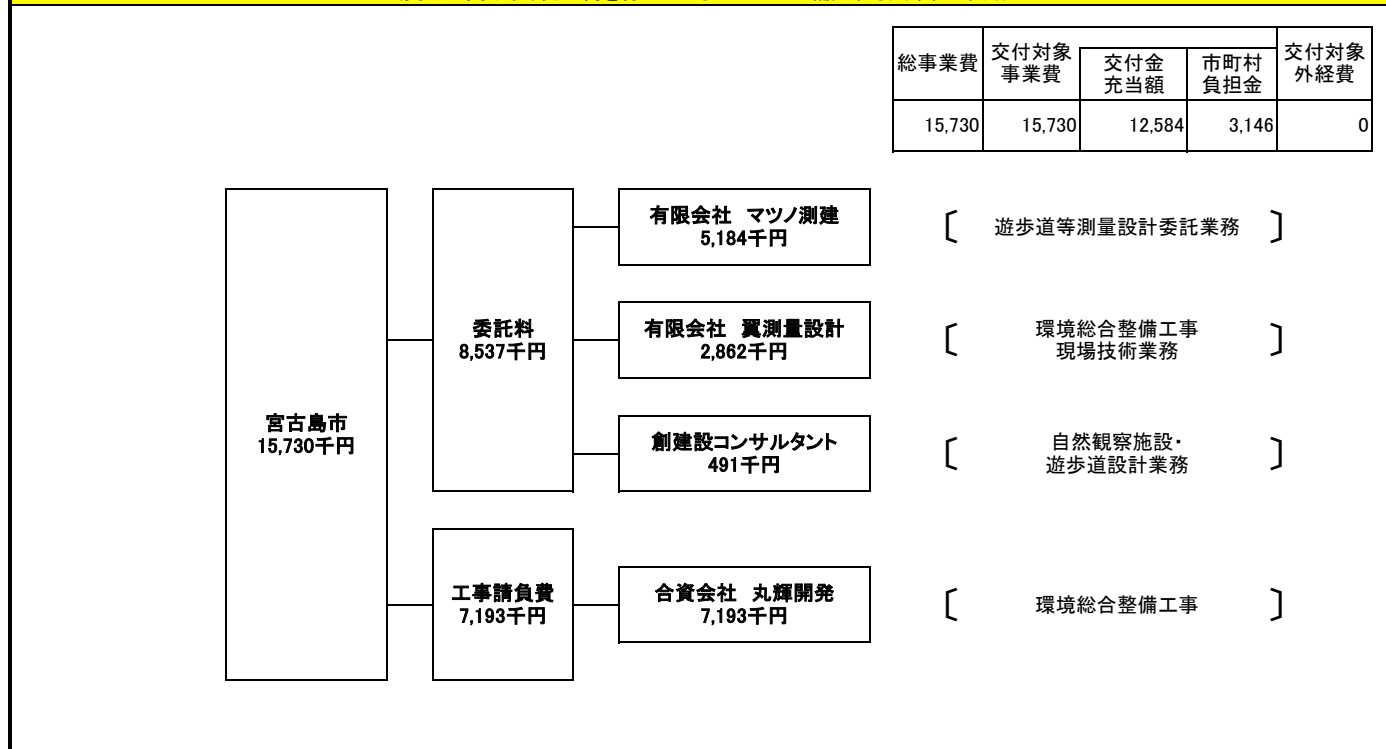 総事業費
交付対象
事業費
交付金
充当額
市町村
負担金
交付対象
外経費
15,730
15,730
12,584
3,146
0
宮古島市
15,730千円
委託料
8,537千円
有限会社 マツノ測建
5,184千円
〔 遊歩道等測量設計委託業務 〕
有限会社 翼測量設計
2,862千円
〔 環境総合整備工事
現場技術業務 〕
創建設コンサルタント
491千円
〔 自然観察施設・
遊歩道設計業務 〕
工事請負費
7,193千円
合資会社 丸輝開発
7,193千円
〔 環境総合整備工事 〕